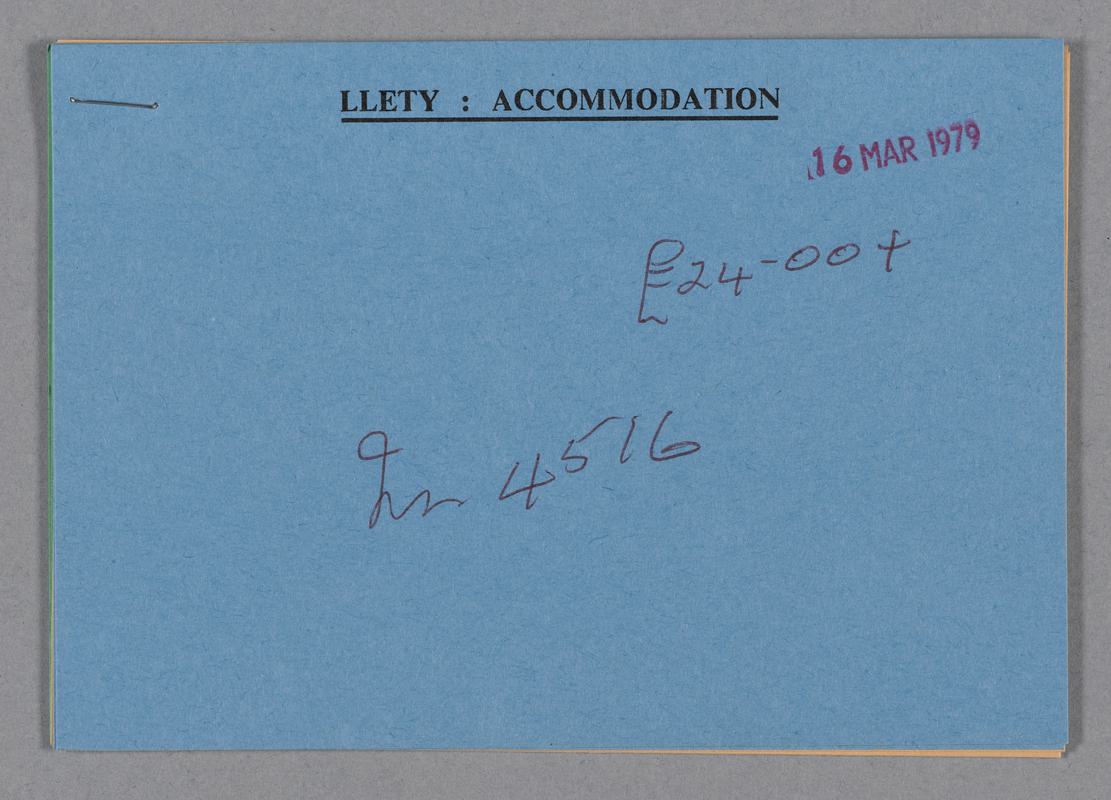 LLETY : ACCOMMODATION
16 MAR 1979
£24-00 +
4516